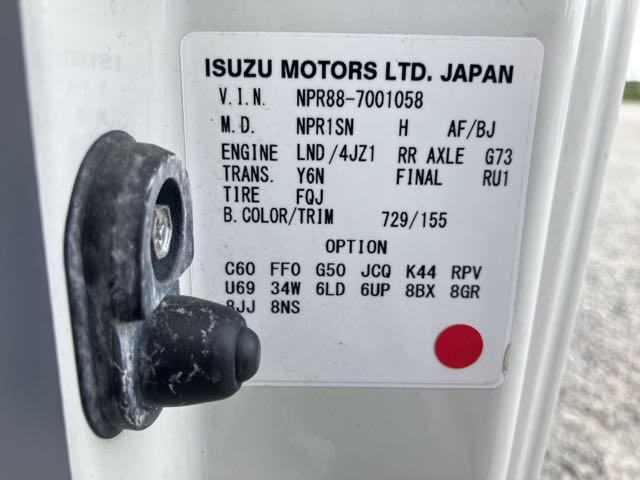 ISUZU MOTORS LTD. JAPAN
V.I.N. NPR88-7001058
M.D. NPR1SN H AF/BJ
ENGINE LND/4JZ1 RR AXLE G73
TRANS. Y6N FINAL RU1
TIRE FQJ
B.COLOR/TRIM 729/155
OPTION
C60 FF0 G50 JCQ K44 RPV
U69 34W 6LD 6UP 8BX 8GR
8JJ 8NS